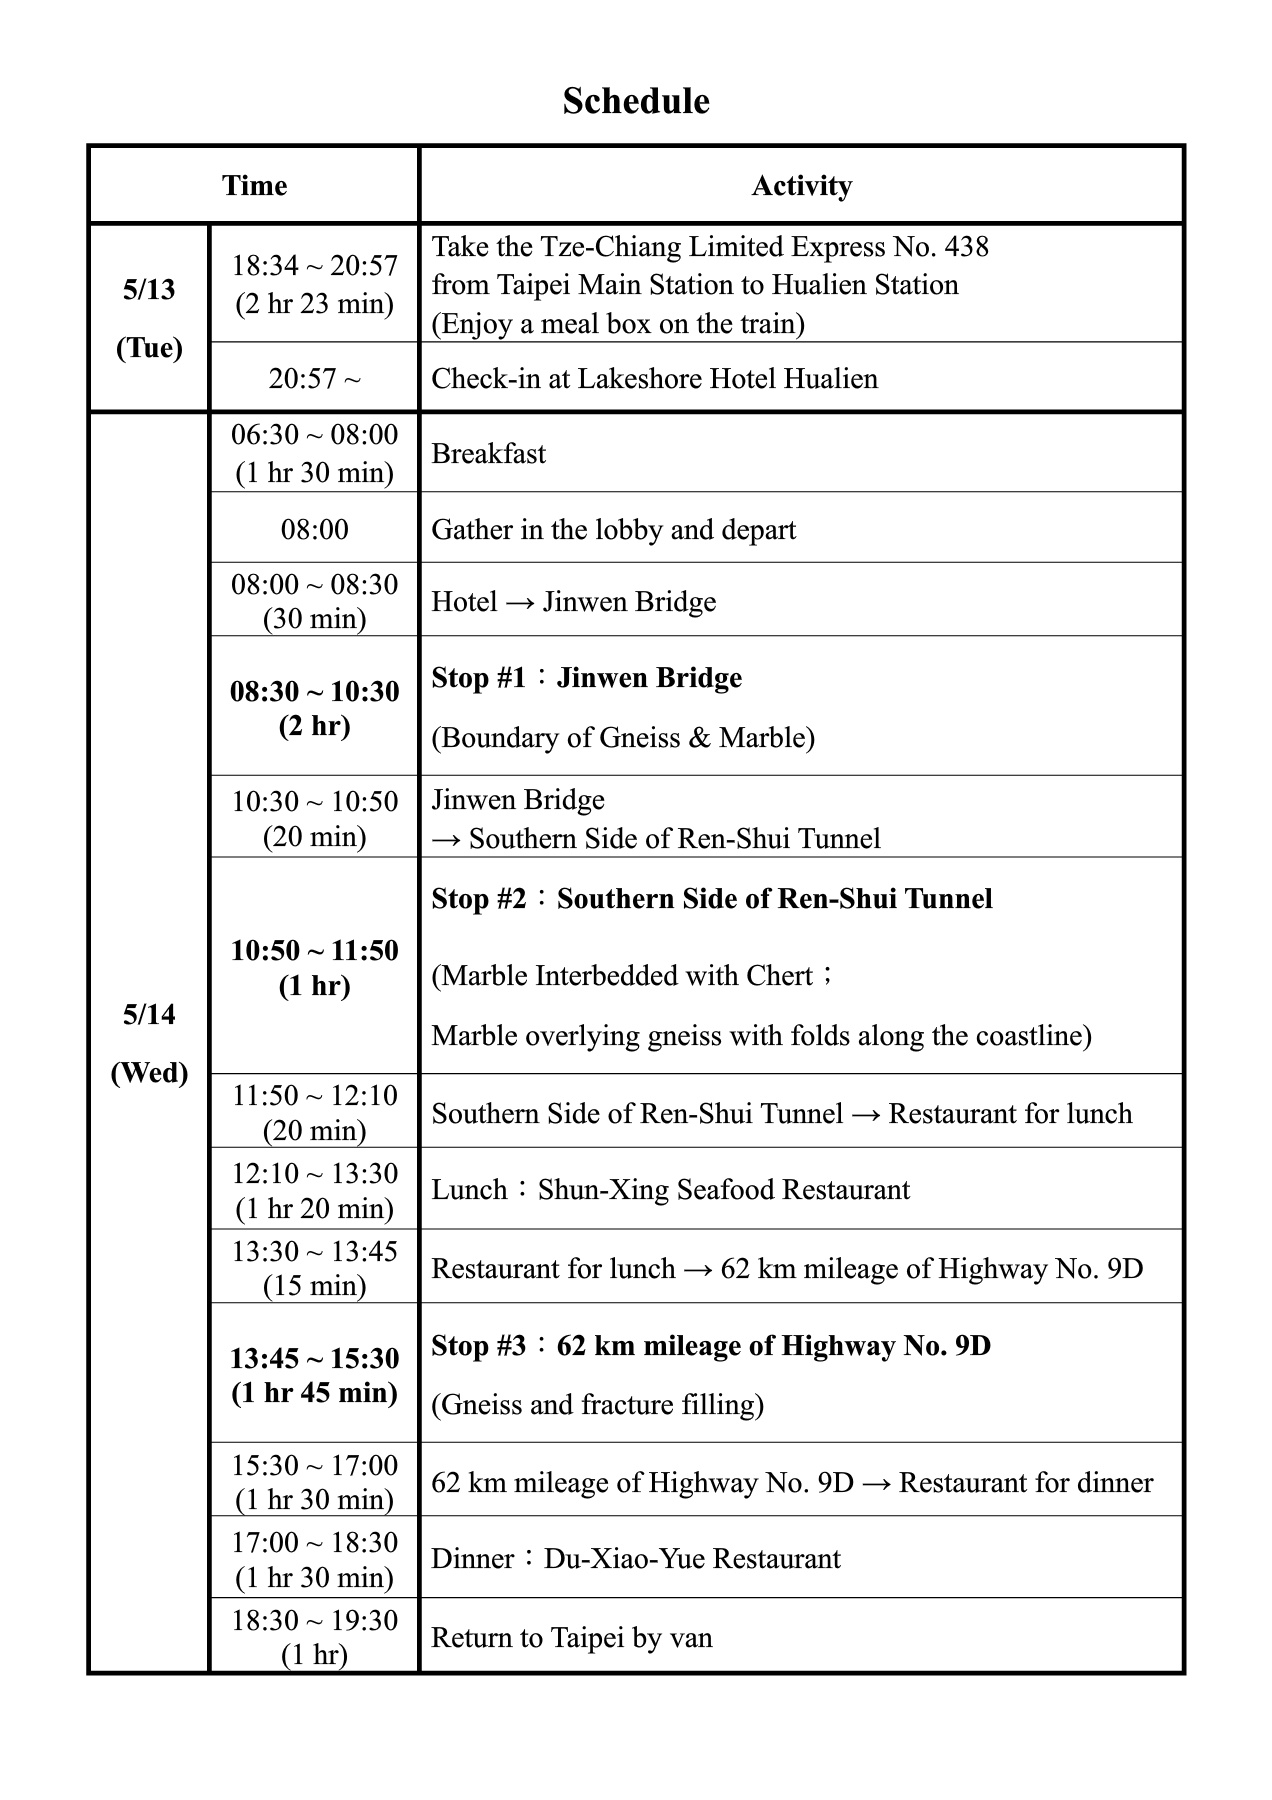 Schedule
Time
Activity
5/13
(Tue)
18:34 ~ 20:57
(2 hr 23 min)
Take the Tze-Chiang Limited Express No. 438
from Taipei Main Station to Hualien Station
(Enjoy a meal box on the train)
20:57 ~
Check-in at Lakeshore Hotel Hualien
5/14
(Wed)
06:30 ~ 08:00
(1 hr 30 min)
Breakfast
08:00
Gather in the lobby and depart
08:00 ~ 08:30
(30 min)
Hotel → Jinwen Bridge
08:30 ~ 10:30
(2 hr)
Stop #1：Jinwen Bridge
(Boundary of Gneiss & Marble)
10:30 ~ 10:50
(20 min)
Jinwen Bridge
→ Southern Side of Ren-Shui Tunnel
10:50 ~ 11:50
(1 hr)
Stop #2：Southern Side of Ren-Shui Tunnel
(Marble Interbedded with Chert；
Marble overlying gneiss with folds along the coastline)
11:50 ~ 12:10
(20 min)
Southern Side of Ren-Shui Tunnel → Restaurant for lunch
12:10 ~ 13:30
(1 hr 20 min)
Lunch：Shun-Xing Seafood Restaurant
13:30 ~ 13:45
(15 min)
Restaurant for lunch → 62 km mileage of Highway No. 9D
13:45 ~ 15:30
(1 hr 45 min)
Stop #3：62 km mileage of Highway No. 9D
(Gneiss and fracture filling)
15:30 ~ 17:00
(1 hr 30 min)
62 km mileage of Highway No. 9D → Restaurant for dinner
17:00 ~ 18:30
(1 hr 30 min)
Dinner：Du-Xiao-Yue Restaurant
18:30 ~ 19:30
(1 hr)
Return to Taipei by van